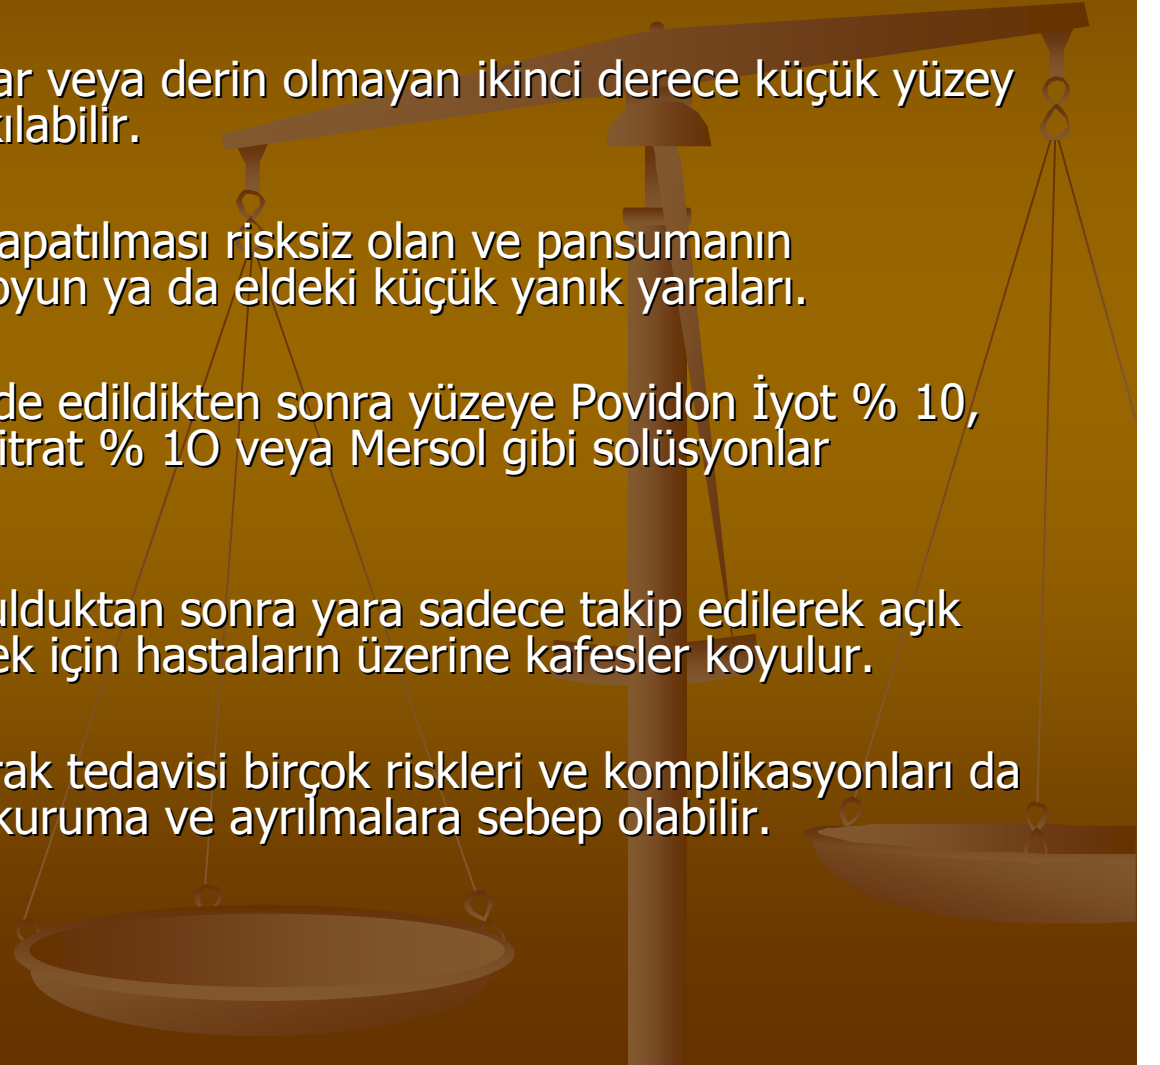 ar veya derin olmayan ikinci derece küçük yüzey
kılabilir.
apatılması risksiz olan ve pansumanın
oyun ya da eldeki küçük yanık yaraları.
de edildikten sonra yüzeye Povidon İyot % 10,
itrat % 1O veya Mersol gibi solüsyonlar
ulduktan sonra yara sadece takip edilerek açık
ek için hastaların üzerine kafesler koyulur.
rak tedavisi birçok riskleri ve komplikasyonları da
kuruma ve ayrılmalara sebep olabilir.